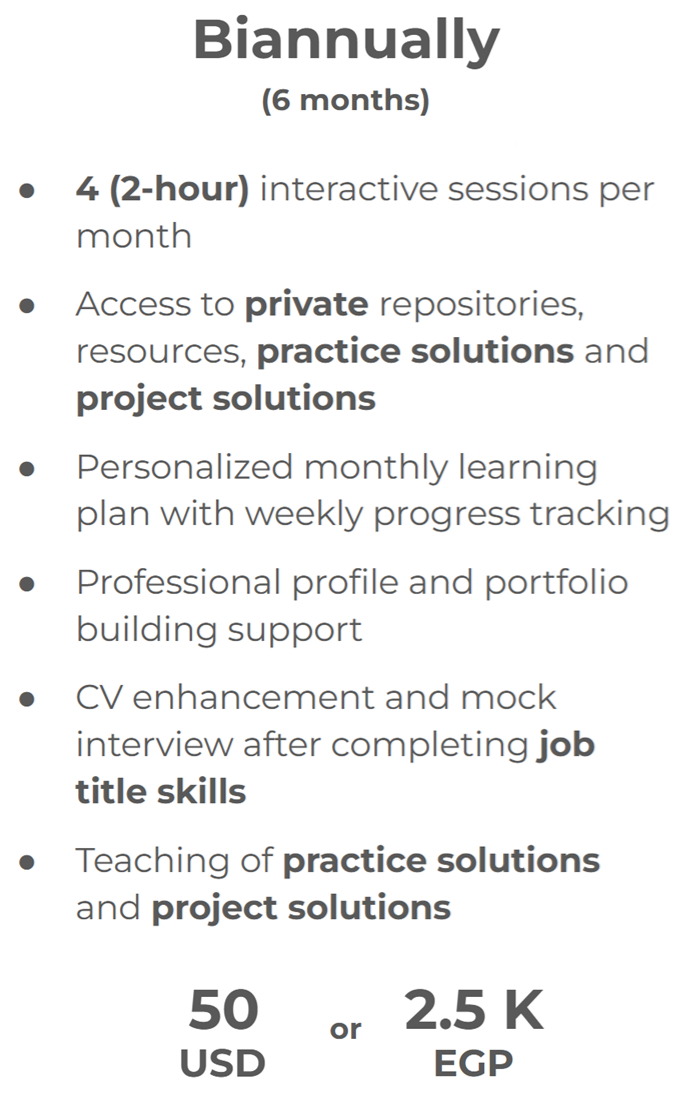 Biannually
(6 months)
● 4 (2-hour) interactive sessions per
month
● Access to private repositories,
resources, practice solutions and
project solutions
● Personalized monthly learning
plan with weekly progress tracking
● Professional profile and portfolio
building support
● CV enhancement and mock
interview after completing job
title skills
● Teaching of practice solutions
and project solutions
50 or 2.5 K
USD EGP